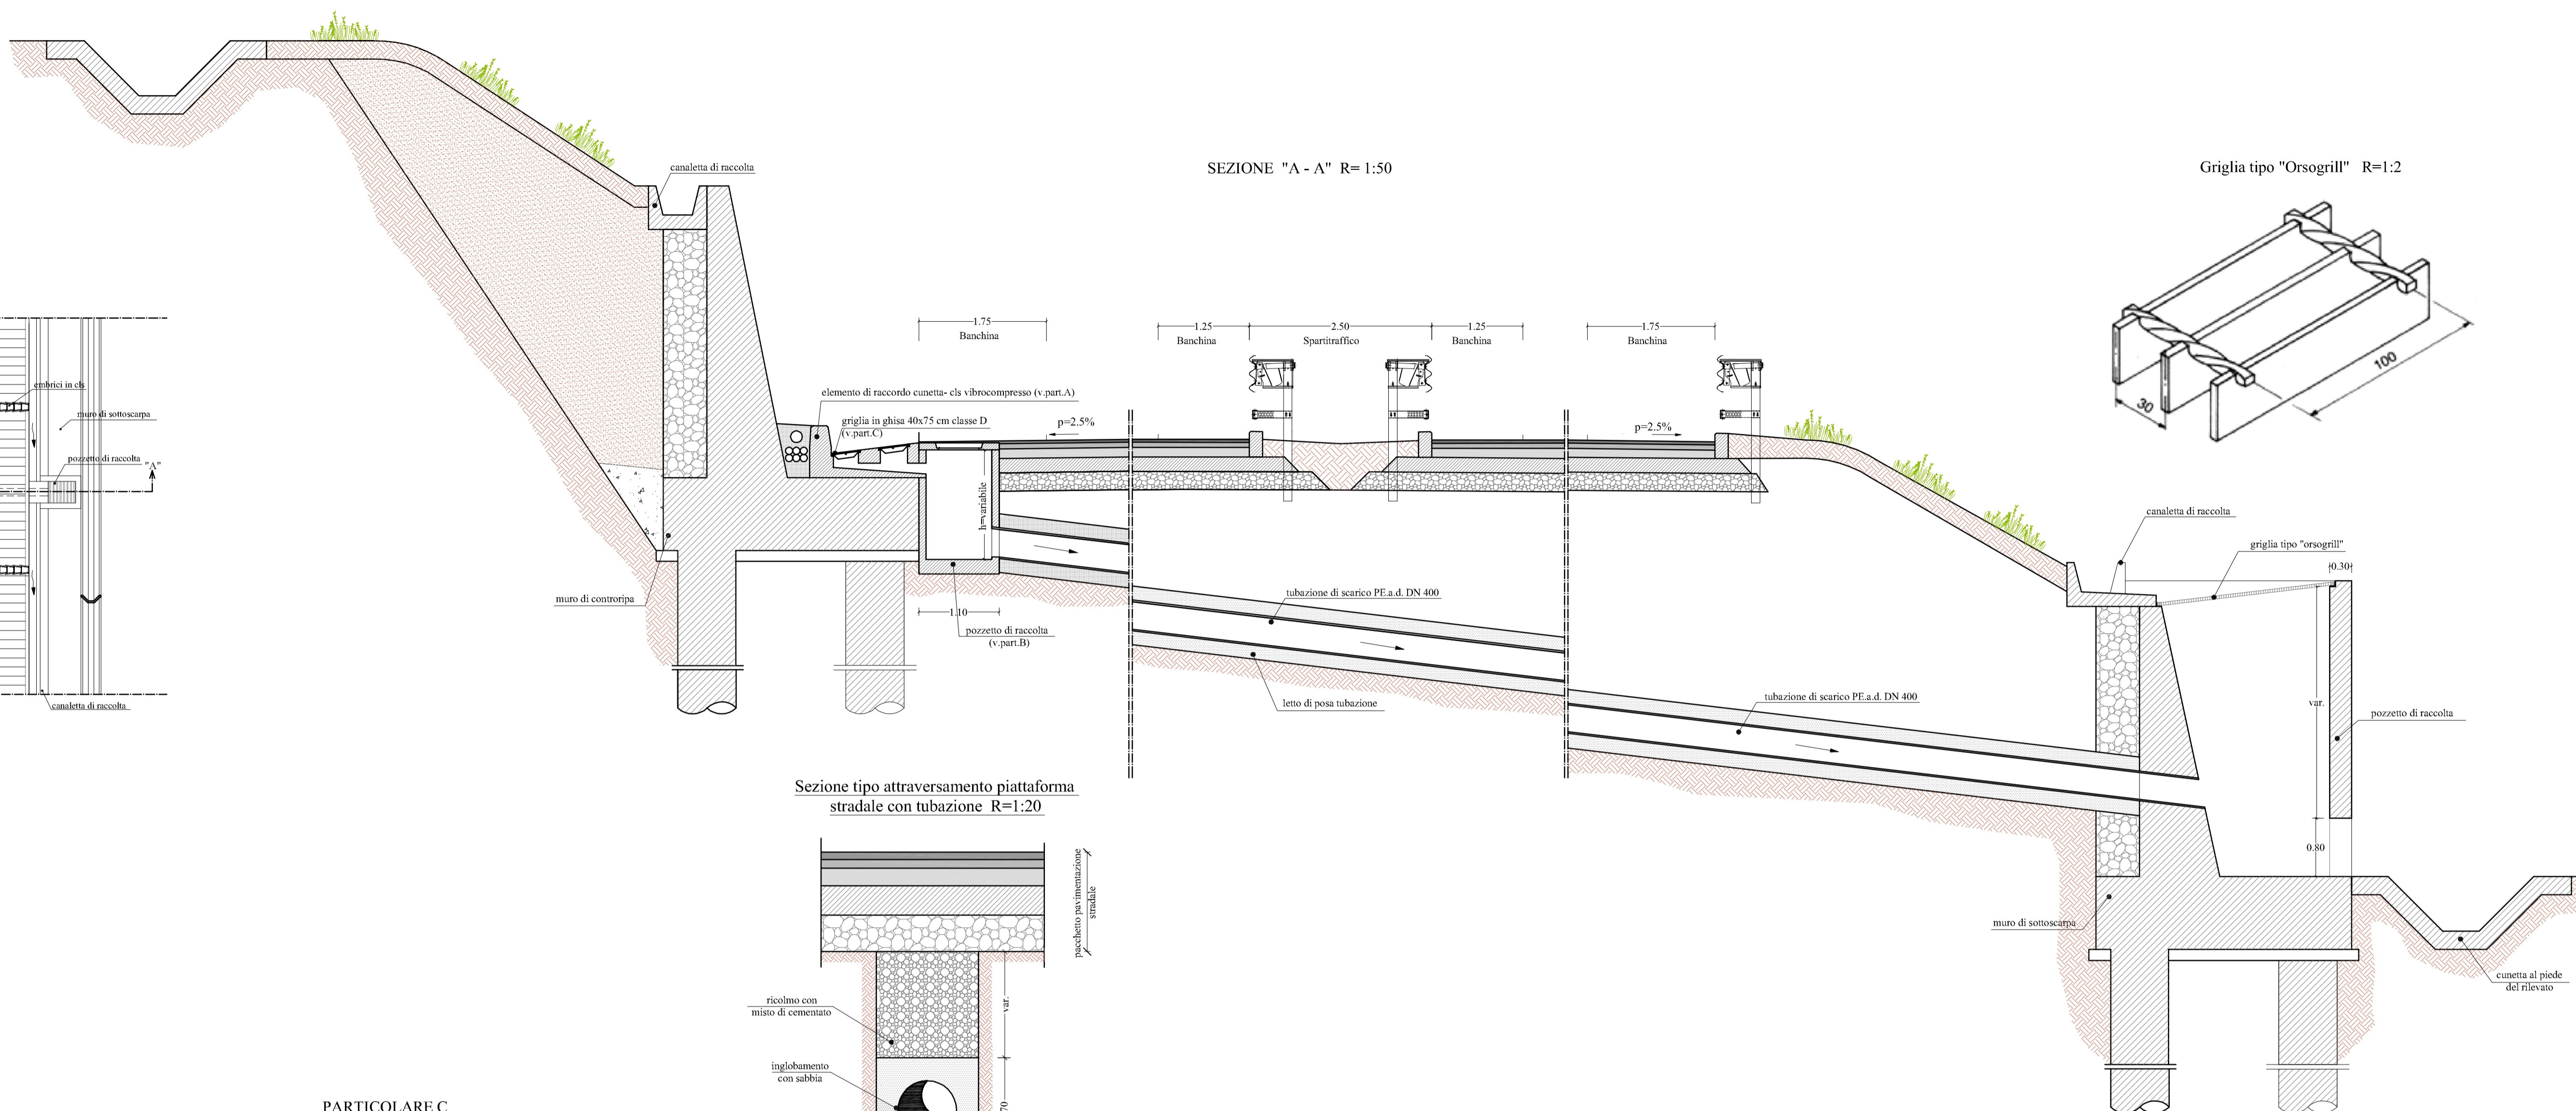 canaletta di raccolta
SEZIONE "A - A" R= 1:50
Griglia tipo "Orsogrill" R=1:2
100
30
1.75
Banchina
1.25
Banchina
2.50
Spartitraffico
1.25
Banchina
1.75
Banchina
embrici in cls
muro di sottoscarpa
pozzetto di raccolta
"A"
canaletta di raccolta
elemento di raccordo cunetta- cls vibrocompresso (v.part.A)
griglia in ghisa 40x75 cm classe D
(v.part.C)
p=2.5%
p=2.5%
h=variabile
muro di controripa
1.10
pozzetto di raccolta
(v.part.B)
tubazione di scarico PE.a.d. DN 400
letto di posa tubazione
tubazione di scarico PE.a.d. DN 400
canaletta di raccolta
griglia tipo "orsogrill"
0.30
var.
pozzetto di raccolta
0.80
muro di sottoscarpa
cunetta al piede
del rilevato
Sezione tipo attraversamento piattaforma
stradale con tubazione R=1:20
pacchetto pavimentazione
stradale
ricolmo con
misto di cementato
var.
inglobamento
con sabbia
70
PARTICOLARE C